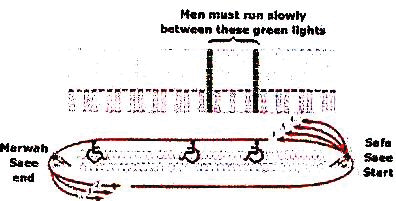 Men must run slowly
between these green lights
Marwah
Saee
end
Safa
Saee
Start